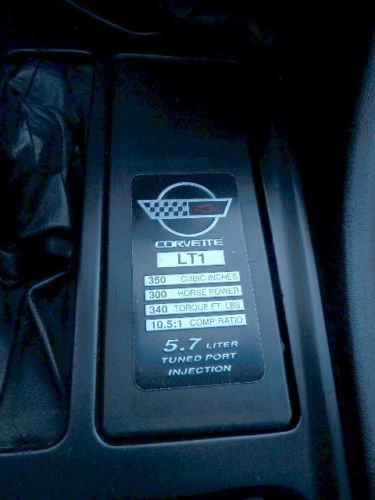 CORVETTE
LT1
350 CUBIC INCHES
300 HORSE POWER
340 TORQUE FT. LBS.
10.5:1 COMP. RATIO
5.7 LITER
TUNED PORT
INJECTION